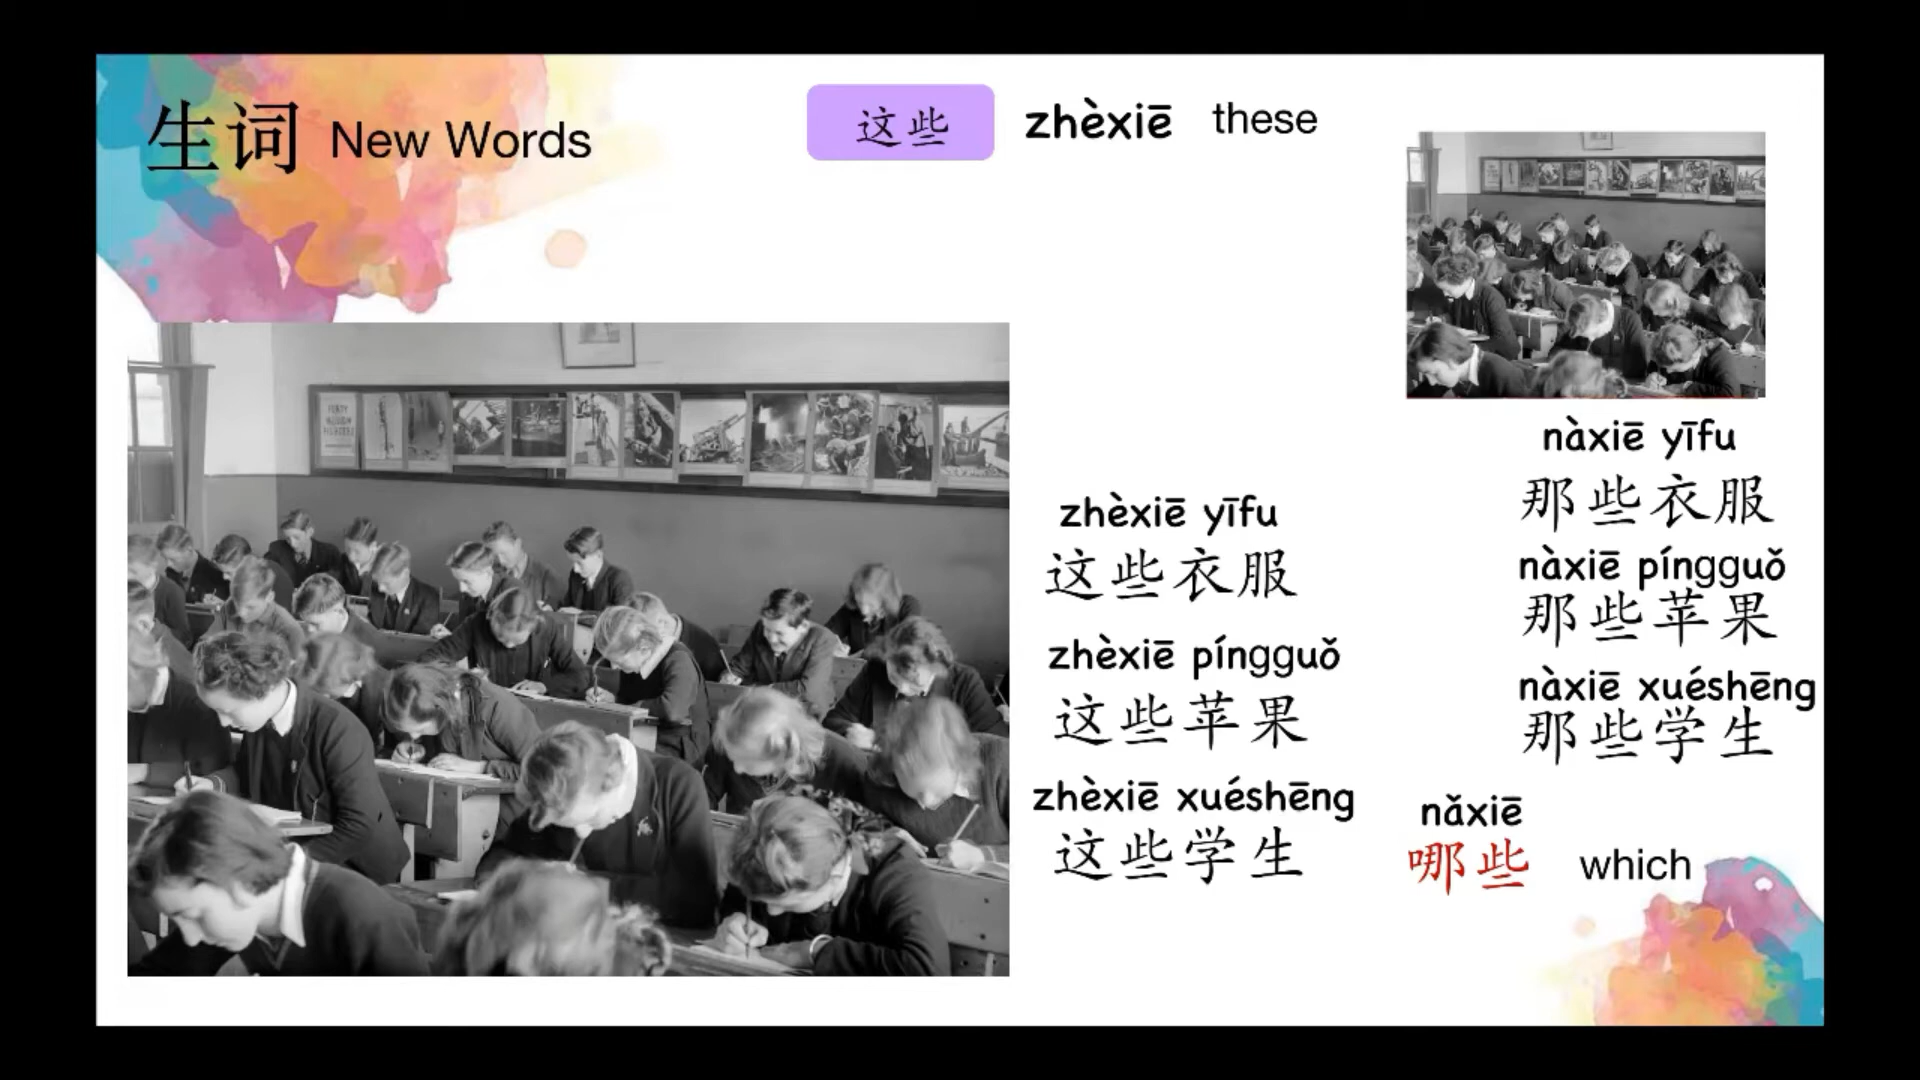 生词 New Words
这些 zhèxiē these
zhèxiē yīfu
这些衣服
zhèxiē píngguǒ
这些苹果
zhèxiē xuéshēng
这些学生
nàxiē yīfu
那些衣服
nàxiē píngguǒ
那些苹果
nàxiē xuéshēng
那些学生
nǎxiē
哪些 which